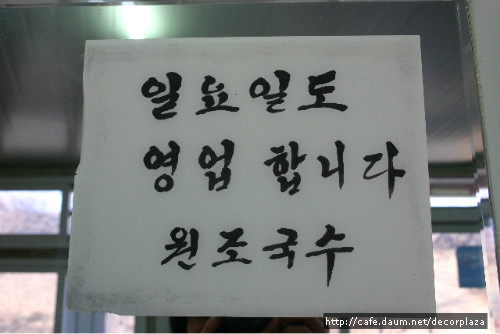 일요일도
영업 합니다
원조국수
http://cafe.daum.net/decorplaza